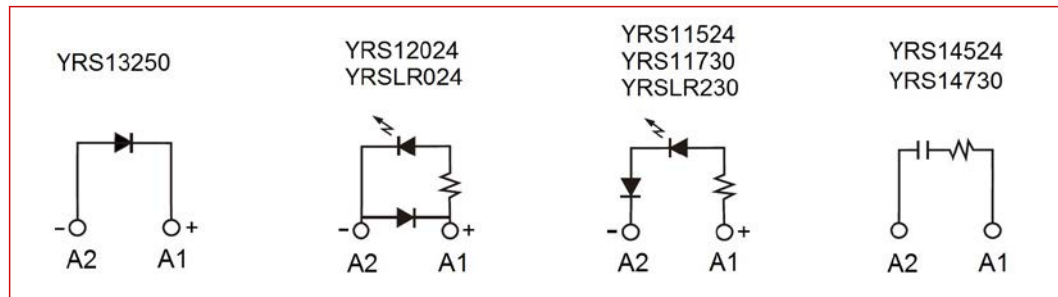 YRS13250
- +
A2 A1
YRS12024
YRSLR024
- +
A2 A1
YRS11524
YRS11730
YRSLR230
- +
A2 A1
YRS14524
YRS14730
A2 A1